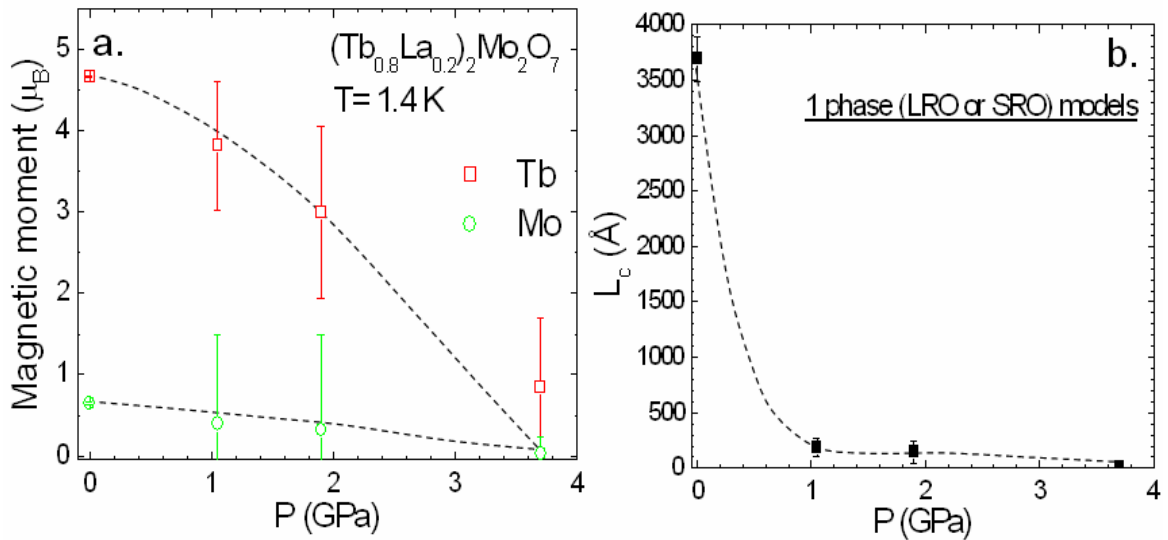 a.
(Tb0.8La0.2)2Mo2O7
T=1.4 K
Tb
Mo
Magnetic moment (μB)
5
4
3
2
1
0
0 1 2 3 4
P (GPa)
b.
1 phase (LRO or SRO) models
Lc (Å)
4000
3500
3000
2500
2000
1500
1000
500
0
0 1 2 3 4
P (GPa)